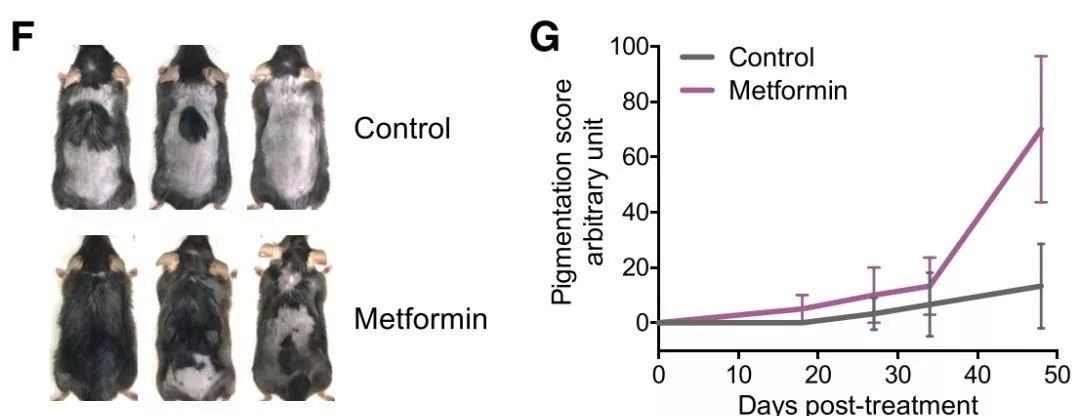 F
Control
Metformin
G
Pigmentation score
arbitrary unit
100
80
60
40
20
0
Control
Metformin
0 10 20 30 40 50
Days post-treatment